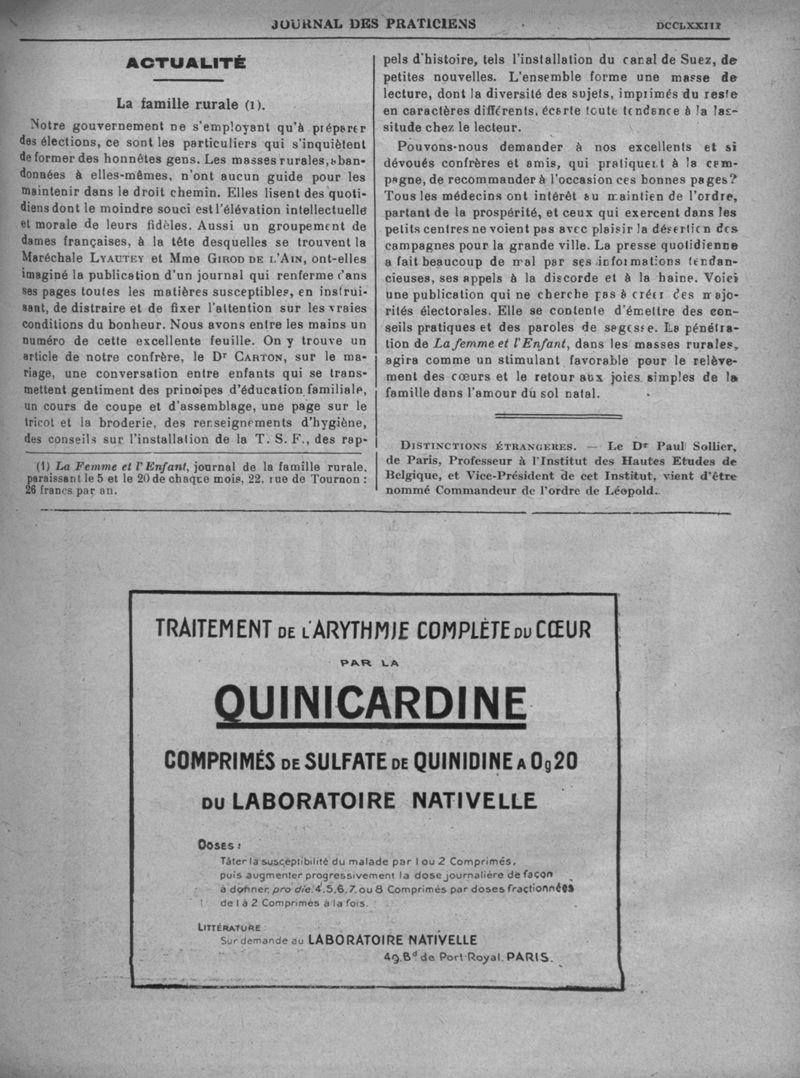 JOURNAL DES PRATICIENS
DCCLXXIII
ACTUALITÉ
La famille rurale (1).
Notre gouvernement ne s'employant qu'à préparer
des élections, ce sont les particuliers qui s'inquiètent
de former des honnêtes gens. Les masses rurales, aban-
données à elles-mêmes, n'ont aucun guide pour les
maintenir dans le droit chemin. Elles lisent des quoti-
diens dont le moindre souci est l'élévation intellectuelle
et morale de leurs fidèles. Aussi un groupement de
dames françaises, à la tête desquelles se trouvent la
Maréchale LYAUTEY et Mme GIROD DE L'AIN, ont-elles
imaginé la publication d'un journal qui renferme dans
ses pages toutes les matières susceptibles, en instrui-
sant, de distraire et de fixer l'attention sur les vraies
conditions du bonheur. Nous avons entre les mains un
numéro de cette excellente feuille. On y trouve un
article de notre confrère, le Dr CARTON, sur le ma-
riage, une conversation entre enfants qui se trans-
mettent gentiment des principes d'éducation familiale,
un cours de coupe et d'assemblage, une page sur le
tricot et la broderie, des renseignements d'hygiène,
des conseils sur l'installation de la T. S. F., des rap-
(1) La Femme et l'Enfant, journal de la famille rurale,
paraissant le 5 et le 20 de chaque mois, 22, rue de Tournon :
26 francs par an.
pels d'histoire, tels l'installation du canal de Suez, de
petites nouvelles. L'ensemble forme une masse de
lecture, dont la diversité des sujets, imprimés du reste
en caractères différents, écarte toute tendance à la las-
situde chez le lecteur.
Pouvons-nous demander à nos excellents et si
dévoués confrères et amis, qui pratiquent à la cam-
pagne, de recommander à l'occasion ces bonnes pages?
Tous les médecins ont intérêt au maintien de l'ordre,
partant de la prospérité, et ceux qui exercent dans les
petits centres ne voient pas avec plaisir la désertion des
campagnes pour la grande ville. La presse quotidienne
a fait beaucoup de mal par ses informations tendan-
cieuses, ses appels à la discorde et à la haine. Voici
une publication qui ne cherche pas à créer des majo-
rités électorales. Elle se contente d'émettre des con-
seils pratiques et des paroles de sagesse. La pénétra-
tion de La femme et l'Enfant, dans les masses rurales,
agira comme un stimulant favorable pour le relève-
ment des cœurs et le retour aux joies simples de la
famille dans l'amour du sol natal.
DISTINCTIONS ÉTRANGÈRES. — Le Dr Paul Sollier,
de Paris, Professeur à l'Institut des Hautes Etudes de
Belgique, et Vice-Président de cet Institut, vient d'être
nommé Commandeur de l'ordre de Léopold.
TRAITEMENT DE L'ARYTHMIE COMPLÈTE DU CŒUR
PAR LA
QUINICARDINE
COMPRIMÉS DE SULFATE DE QUINIDINE A 0g20
DU LABORATOIRE NATIVELLE
DOSES :
Tâter la susceptibilité du malade par 1 ou 2 Comprimés,
puis augmenter progressivement la dose journalière de façon
à donner, pro die, 4, 5, 6, 7, ou 8 Comprimés par doses fractionnées
de 1 à 2 Comprimés à la fois.
LITTÉRATURE
Sur demande au LABORATOIRE NATIVELLE
49, Bd de Port-Royal, PARIS.